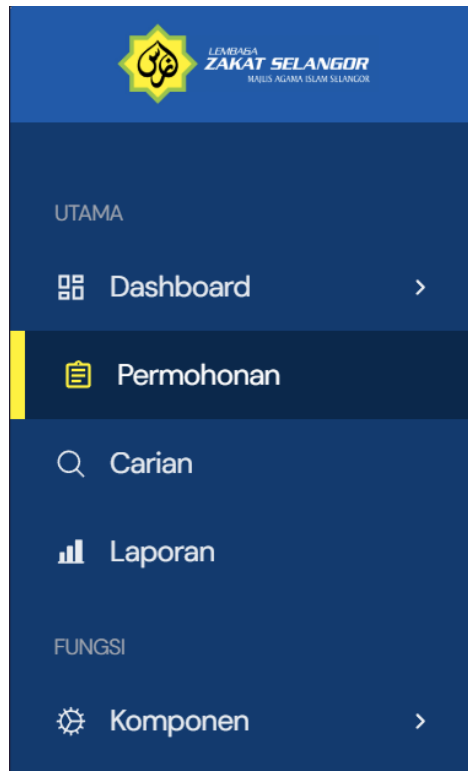 LEMBAGA
ZAKAT SELANGOR
MAJLIS AGAMA ISLAM SELANGOR
UTAMA
Dashboard
Permohonan
Carian
Laporan
FUNGSI
Komponen